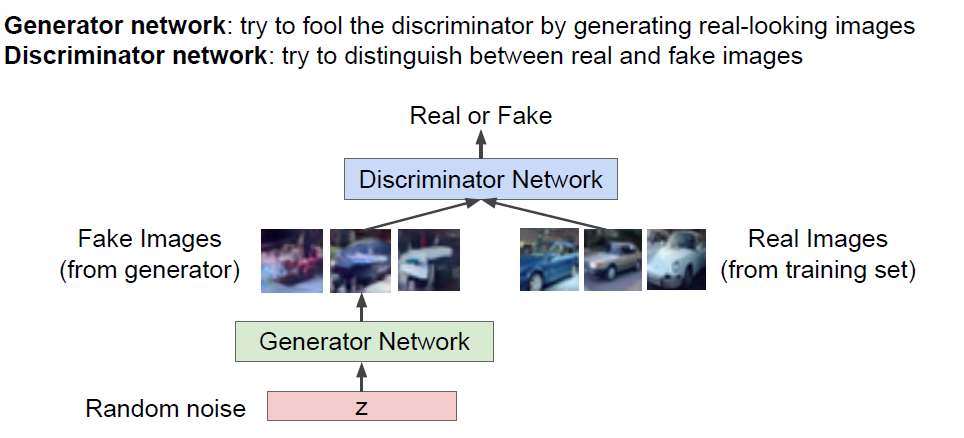 Generator network: try to fool the discriminator by generating real-looking images
Discriminator network: try to distinguish between real and fake images
Real or Fake
Discriminator Network
Fake Images
(from generator)
Real Images
(from training set)
Generator Network
Random noise
z